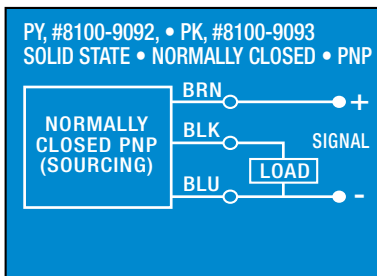 PY, #8100-9092, • PK, #8100-9093
SOLID STATE • NORMALLY CLOSED • PNP
BRN
+
NORMALLY
CLOSED PNP
(SOURCING)
BLK
SIGNAL
LOAD
BLU
-